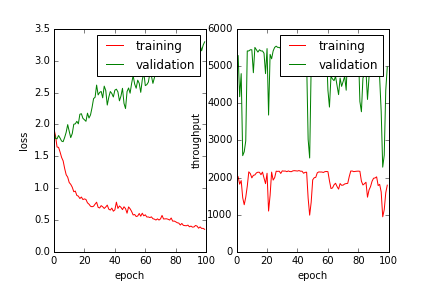 3.5
3.0
2.5
2.0
1.5
1.0
0.5
0.0
0 20 40 60 80 100
loss
epoch
training
validation
6000
5000
4000
3000
2000
1000
0
0 20 40 60 80 100
throughput
epoch
training
validation